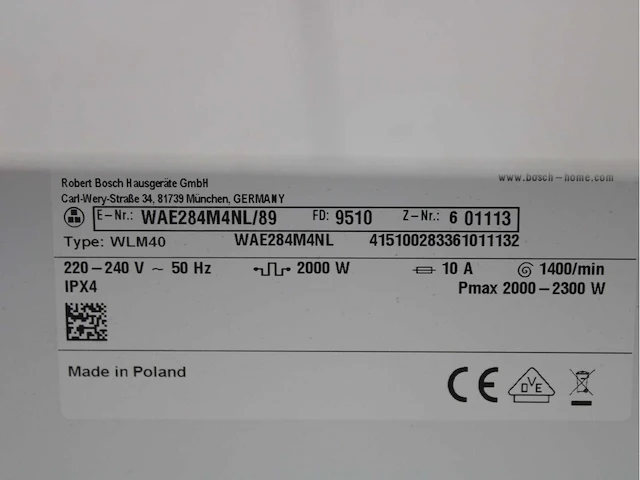 Robert Bosch Hausgeräte GmbH
www.bosch-home.com
Carl-Wery-Straße 34, 81739 München, GERMANY
E-Nr.: WAE284M4NL/89 FD: 9510 Z-Nr.: 6 01113
Type: WLM40 WAE284M4NL 415100283361011132
220-240 V ~ 50 Hz 2000 W 10 A 1400/min
IPX4 Pmax 2000-2300 W
Made in Poland
CE DVE